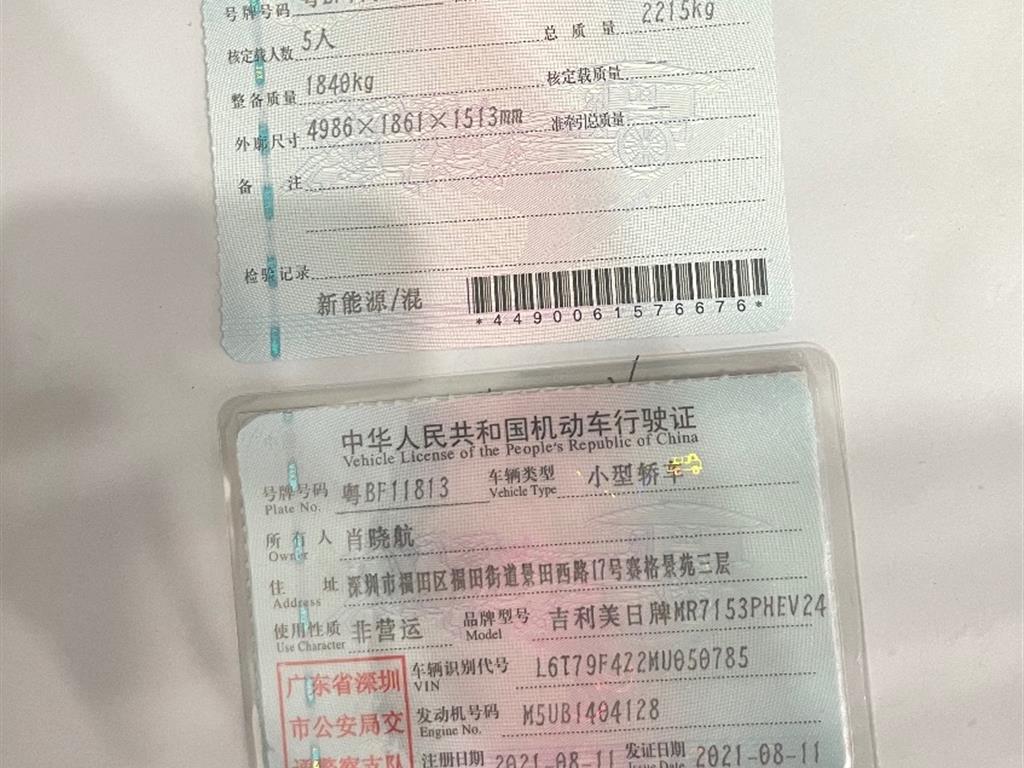 号牌号码
总质量 2215kg
核定载人数 5人
整备质量 1840kg 核定载质量 --
外廓尺寸 4986×1861×1513mm 准牵引总质量 --
备注
检验记录
新能源/混
*4490061576676*
中华人民共和国机动车行驶证
Vehicle License of the People's Republic of China
号牌号码 粤BF11813 车辆类型 小型轿车
Plate No. Vehicle Type
所有人 肖晓航
Owner
住址 深圳市福田区福田街道景田西路17号赛格景苑三层
Address
使用性质 非营运 品牌型号 吉利美日牌MR7153PHEV24
Use Character Model
广东省深圳 车辆识别代号 L6T79F422MU050785
VIN
市公安局交 发动机号码 M5UB1404128
Engine No.
通警察支队 注册日期 2021-08-11 发证日期 2021-08-11
Issue Date